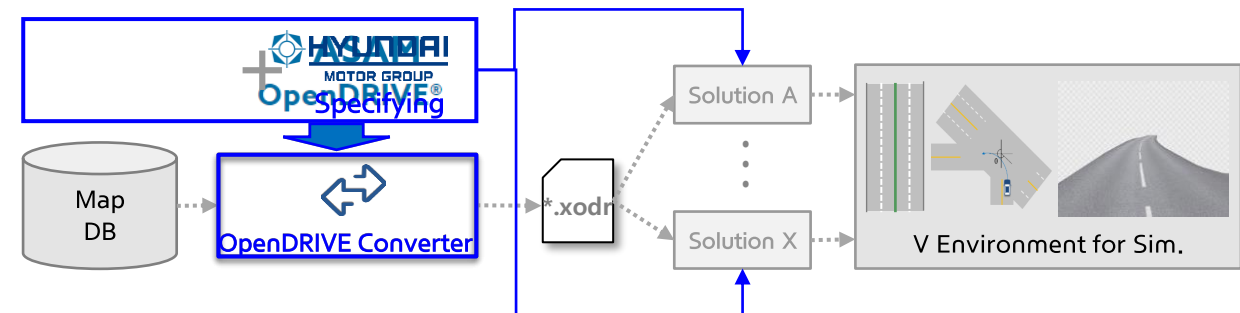 HYUNDAI
ASAM
MOTOR GROUP
+
OpenDRIVE®
Specifying
Map
DB
OpenDRIVE Converter
*.xodr
Solution A
Solution X
V Environment for Sim.